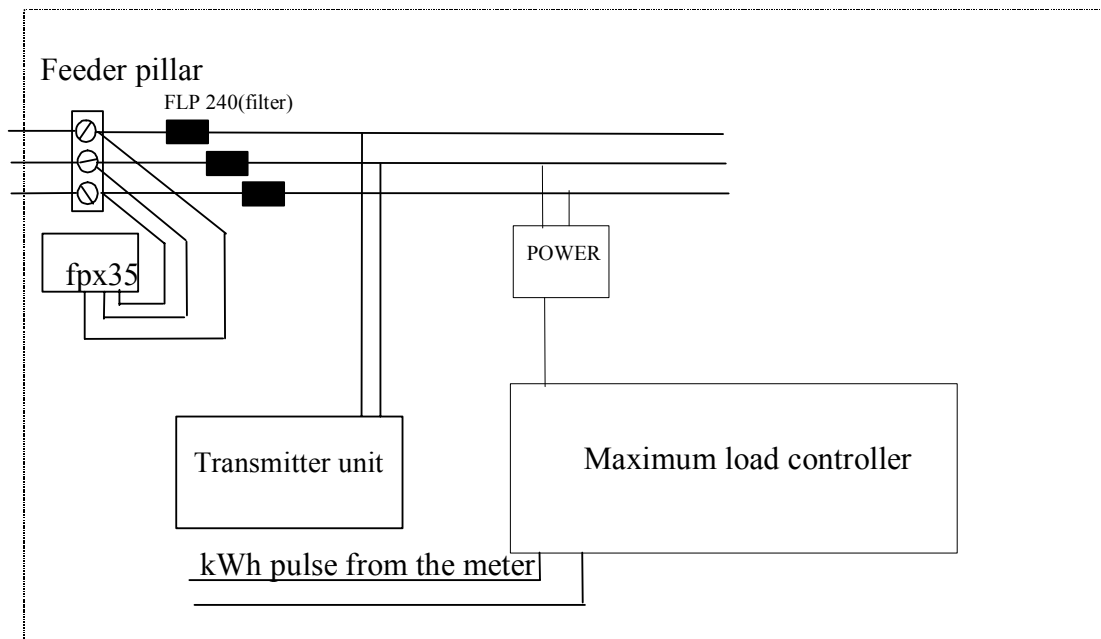 Feeder pillar
FLP 240(filter)
POWER
fpx35
Maximum load controller
Transmitter unit
kWh pulse from the meter